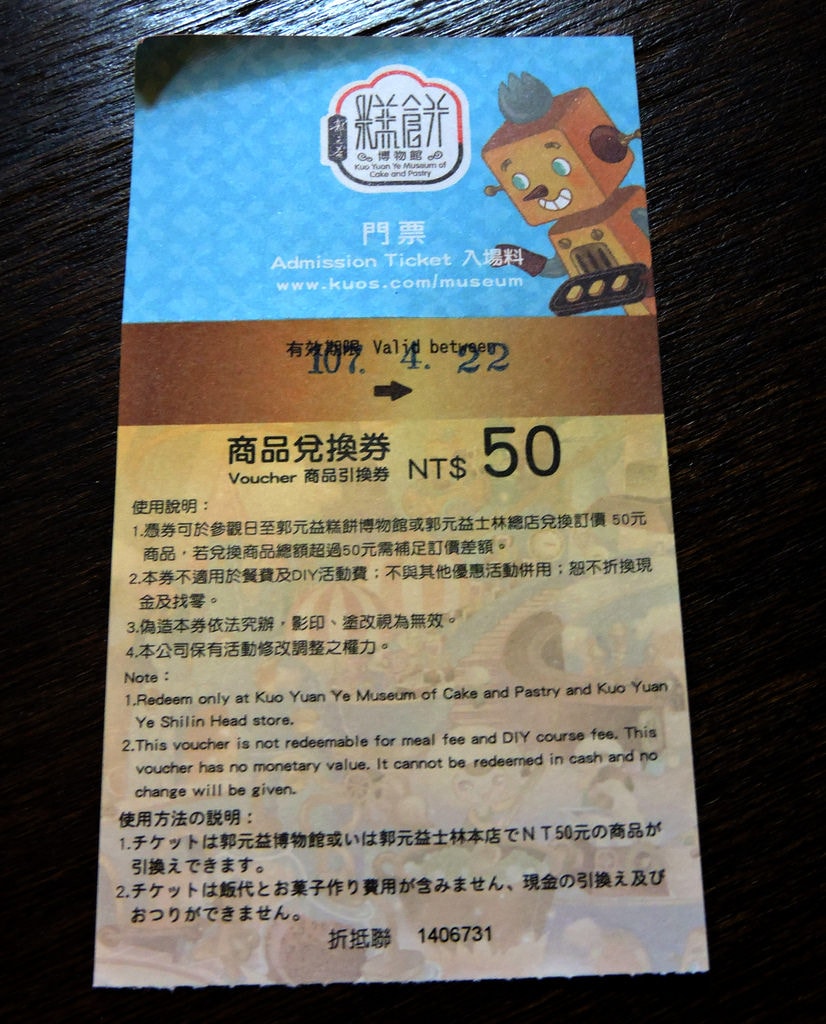 糕餅
博物館
Kuo Yuan Ye Museum of
Cake and Pastry
門票
Admission Ticket 入場料
www.kuos.com/museum
有效期限 Valid between
107. 4. 22
商品兌換券
Voucher 商品引換券 NT$ 50
使用說明：
1.憑券可於參觀日至郭元益糕餅博物館或郭元益士林總店兌換訂價 50元
商品，若兌換商品總額超過50元需補足訂價差額。
2.本券不適用於餐費及DIY活動費；不與其他優惠活動併用；恕不折換現
金及找零。
3.偽造本券依法究辦，影印、塗改視為無效。
4.本公司保有活動修改調整之權力。
Note：
1.Redeem only at Kuo Yuan Ye Museum of Cake and Pastry and Kuo Yuan
Ye Shilin Head store.
2.This voucher is not redeemable for meal fee and DIY course fee. This
voucher has no monetary value. It cannot be redeemed in cash and no
change will be given.
使用方法の說明：
1.チケットは郭元益博物館或いは郭元益士林本店でＮＴ50元の商品が
引換えできます。
2.チケットは飯代とお菓子作り費用が含みません、現金の引換え及び
おつりができません。
折抵聯 1406731